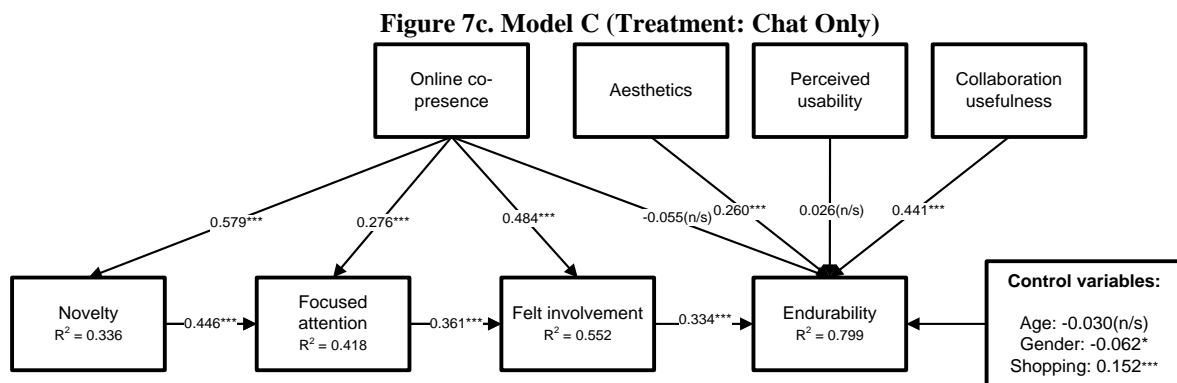 Figure 7c. Model C (Treatment: Chat Only)
Online co-
presence
Aesthetics
Perceived
usability
Collaboration
usefulness
0.579***
0.276***
0.484***
-0.055(n/s)
0.260***
0.026(n/s)
0.441***
Novelty
R² = 0.336
0.446***
Focused
attention
R² = 0.418
0.361***
Felt involvement
R² = 0.552
0.334***
Endurability
R² = 0.799
Control variables:
Age: -0.030(n/s)
Gender: -0.062*
Shopping: 0.152***